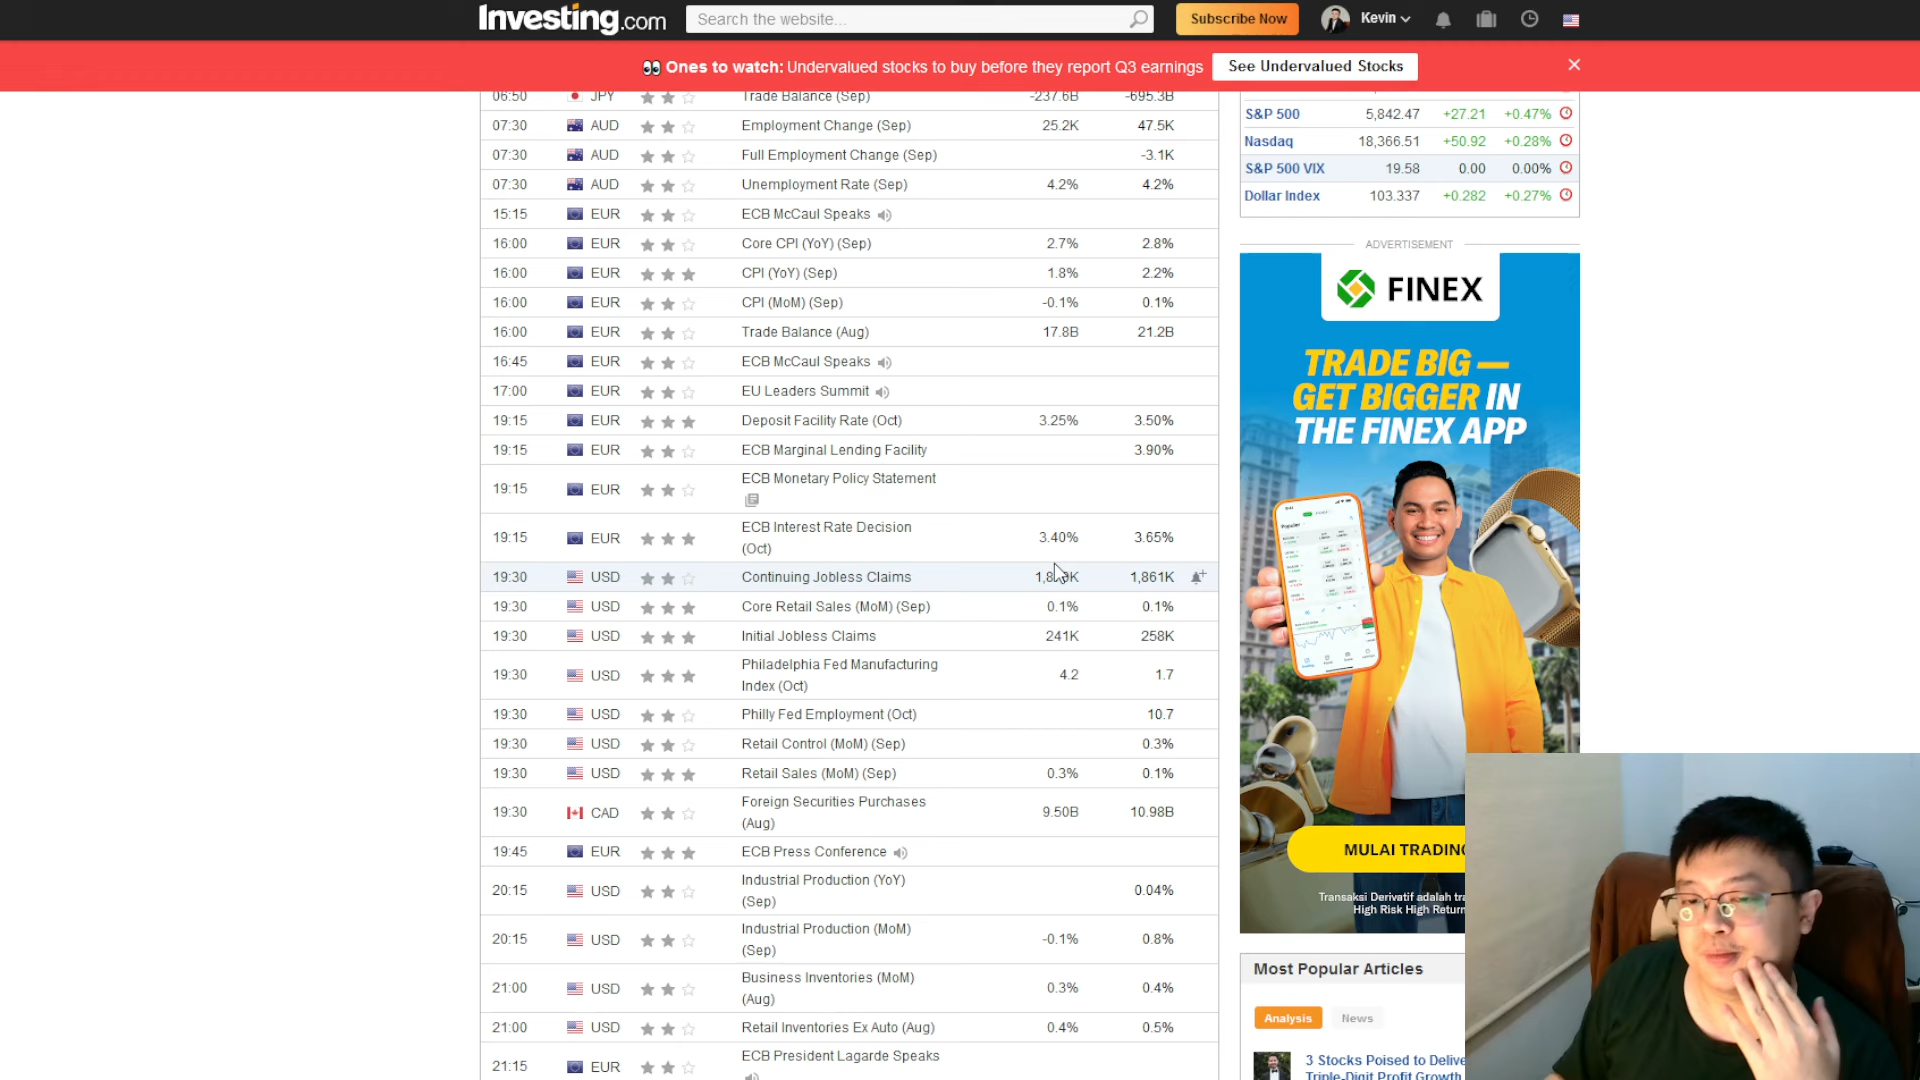 Investing.com
Search the website...
Subscribe Now
Kevin
Ones to watch: Undervalued stocks to buy before they report Q3 earnings
See Undervalued Stocks
06:50 JPY Trade Balance (Sep) -237.6B -695.3B
07:30 AUD Employment Change (Sep) 25.2K 47.5K
07:30 AUD Full Employment Change (Sep) -3.1K
07:30 AUD Unemployment Rate (Sep) 4.2% 4.2%
15:15 EUR ECB McCaul Speaks
16:00 EUR Core CPI (YoY) (Sep) 2.7% 2.8%
16:00 EUR CPI (YoY) (Sep) 1.8% 2.2%
16:00 EUR CPI (MoM) (Sep) -0.1% 0.1%
16:00 EUR Trade Balance (Aug) 17.8B 21.2B
16:45 EUR ECB McCaul Speaks
17:00 EUR EU Leaders Summit
19:15 EUR Deposit Facility Rate (Oct) 3.25% 3.50%
19:15 EUR ECB Marginal Lending Facility 3.90%
19:15 EUR ECB Monetary Policy Statement
19:15 EUR ECB Interest Rate Decision
(Oct) 3.40% 3.65%
19:30 USD Continuing Jobless Claims 1,861K
19:30 USD Core Retail Sales (MoM) (Sep) 0.1% 0.1%
19:30 USD Initial Jobless Claims 241K 258K
19:30 USD Philadelphia Fed Manufacturing
Index (Oct) 4.2 1.7
19:30 USD Philly Fed Employment (Oct) 10.7
19:30 USD Retail Control (MoM) (Sep) 0.3%
19:30 USD Retail Sales (MoM) (Sep) 0.3% 0.1%
19:30 CAD Foreign Securities Purchases
(Aug) 9.50B 10.98B
19:45 EUR ECB Press Conference
20:15 USD Industrial Production (YoY)
(Sep) 0.04%
20:15 USD Industrial Production (MoM)
(Sep) -0.1% 0.8%
21:00 USD Business Inventories (MoM)
(Aug) 0.3% 0.4%
21:00 USD Retail Inventories Ex Auto (Aug) 0.4% 0.5%
21:15 EUR ECB President Lagarde Speaks
S&P 500 5,842.47 +27.21 +0.47%
Nasdaq 18,366.51 +50.92 +0.28%
S&P 500 VIX 19.58 0.00 0.00%
Dollar Index 103.337 +0.282 +0.27%
ADVERTISEMENT
FINEX
TRADE BIG —
GET BIGGER IN
THE FINEX APP
MULAI TRADING
Transaksi Derivatif adalah
High Risk High Return
Most Popular Articles
Analysis
News
3 Stocks Poised to Delive
Triple-Digit Profit Growth